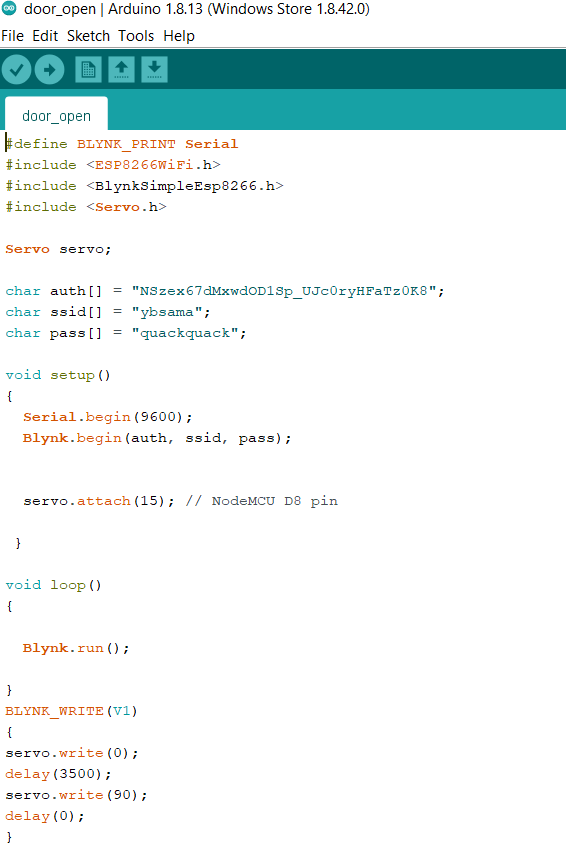 door_open | Arduino 1.8.13 (Windows Store 1.8.42.0)
File Edit Sketch Tools Help
door_open
#define BLYNK_PRINT Serial
#include <ESP8266WiFi.h>
#include <BlynkSimpleEsp8266.h>
#include <Servo.h>
Servo servo;
char auth[] = "NSzex67dMxwdOD1Sp_UJc0ryHFaTz0K8";
char ssid[] = "ybsama";
char pass[] = "quackquack";
void setup()
{
Serial.begin(9600);
Blynk.begin(auth, ssid, pass);
servo.attach(15); // NodeMCU D8 pin
}
void loop()
{
Blynk.run();
}
BLYNK_WRITE(V1)
{
servo.write(0);
delay(3500);
servo.write(90);
delay(0);
}